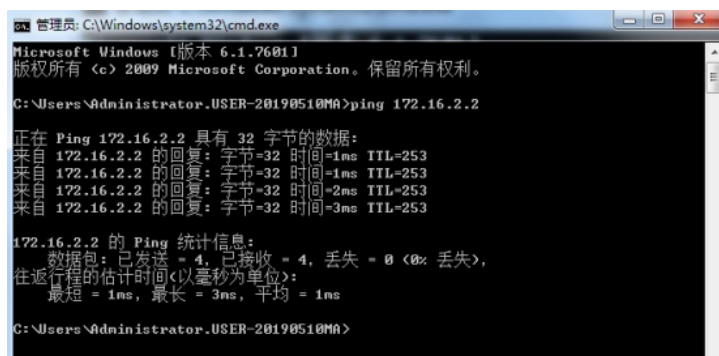 管理员: C:\Windows\system32\cmd.exe
Microsoft Windows [版本 6.1.7601]
版权所有 <c> 2009 Microsoft Corporation。保留所有权利。
C:\Users\Administrator.USER-20190510MA>ping 172.16.2.2
正在 Ping 172.16.2.2 具有 32 字节的数据:
来自 172.16.2.2 的回复: 字节=32 时间=1ms TTL=253
来自 172.16.2.2 的回复: 字节=32 时间=1ms TTL=253
来自 172.16.2.2 的回复: 字节=32 时间=2ms TTL=253
来自 172.16.2.2 的回复: 字节=32 时间=3ms TTL=253
172.16.2.2 的 Ping 统计信息:
数据包: 已发送 = 4, 已接收 = 4, 丢失 = 0 <0% 丢失>,
往返行程的估计时间<以毫秒为单位>:
最短 = 1ms, 最长 = 3ms, 平均 = 1ms
C:\Users\Administrator.USER-20190510MA>